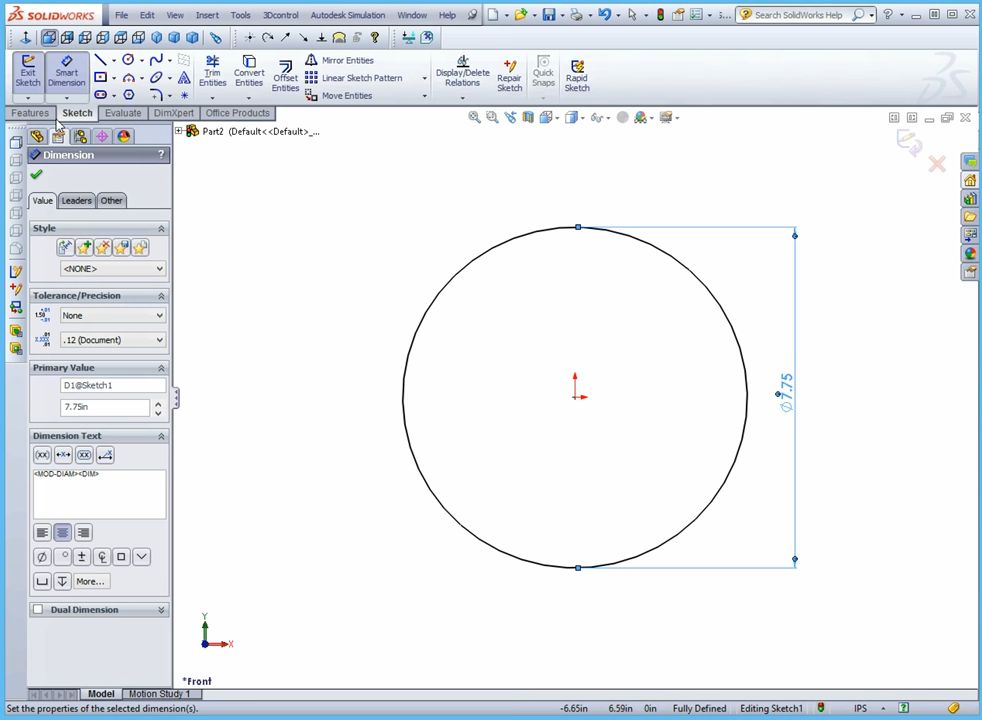 SOLIDWORKS File Edit View Insert Tools 3Dcontrol Autodesk Simulation Window Help Search SolidWorks Help
Exit Sketch
Smart Dimension
Trim Entities
Convert Entities
Offset Entities
Mirror Entities
Linear Sketch Pattern
Move Entities
Display/Delete Relations
Repair Sketch
Quick Snaps
Rapid Sketch
Features Sketch Evaluate DimXpert Office Products
Part2 (Default<<Default>_...
Dimension ?
Value Leaders Other
Style
<NONE>
Tolerance/Precision
None
.12 (Document)
Primary Value
D1@Sketch1
7.75in
Dimension Text
<MOD-DIAM><DIM>
More...
Dual Dimension
∅7.75
Y
X
*Front
Model Motion Study 1
Set the properties of the selected dimension(s). -6.65in 6.59in 0in Fully Defined Editing Sketch1 IPS